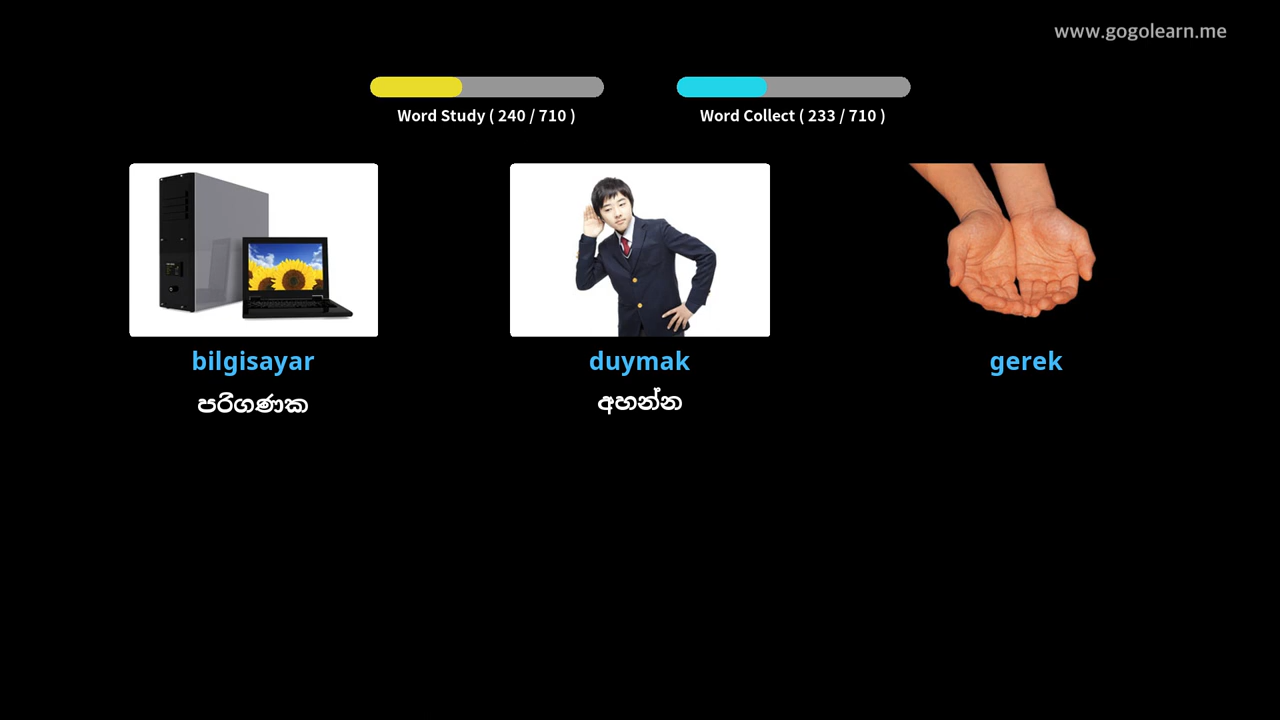 www.gogolearn.me
Word Study ( 240 / 710 )
Word Collect ( 233 / 710 )
bilgisayar
duymak
gerek
පරිගණක
අහන්න